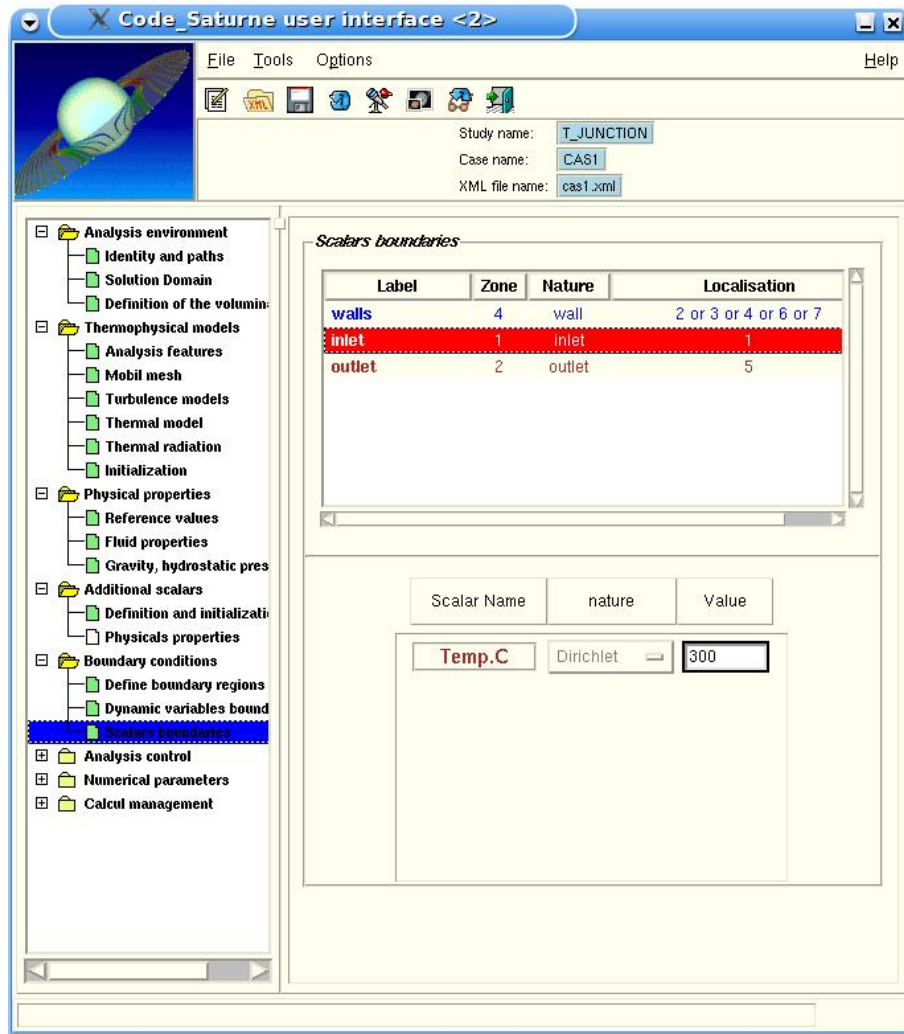 Code_Saturne user interface <2>
File Tools Options Help
Study name: T_JUNCTION
Case name: CAS1
XML file name: cas1.xml
Analysis environment
Identity and paths
Solution Domain
Definition of the volumina
Thermophysical models
Analysis features
Mobil mesh
Turbulence models
Thermal model
Thermal radiation
Initialization
Physical properties
Reference values
Fluid properties
Gravity, hydrostatic pres
Additional scalars
Definition and initializati
Physicals properties
Boundary conditions
Define boundary regions
Dynamic variables bound
Scalars boundaries
Analysis control
Numerical parameters
Calcul management
Scalars boundaries
Label Zone Nature Localisation
walls 4 wall 2 or 3 or 4 or 6 or 7
inlet 1 inlet 1
outlet 2 outlet 5
Scalar Name nature Value
Temp.C Dirichlet 300